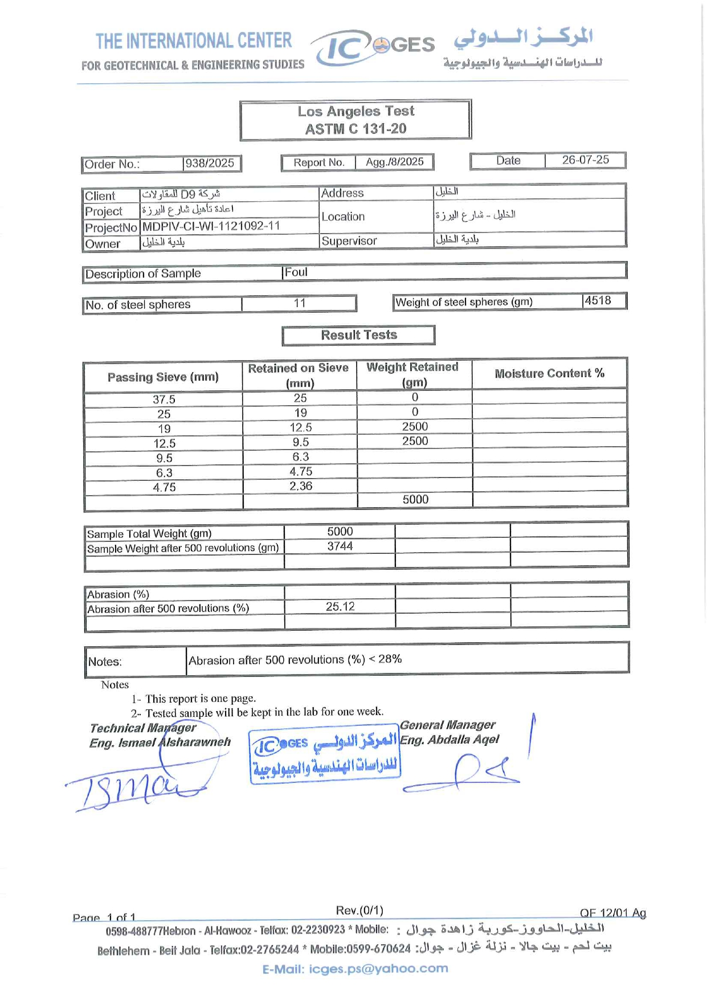 THE INTERNATIONAL CENTER
FOR GEOTECHNICAL & ENGINEERING STUDIES
ICGES
المركز الدولي
للدراسات الهندسية والجيولوجية
Los Angeles Test
ASTM C 131-20
Order No.: 938/2025 Report No. Agg./8/2025 Date 26-07-25
Client شركة D9 للمقاولات Address الخليل
Project اعادة تأهيل شارع البرزة Location الخليل - شارع البرزة
ProjectNo MDPIV-CI-WI-1121092-11
Owner بلدية الخليل Supervisor بلدية الخليل
Description of Sample Foul
No. of steel spheres 11 Weight of steel spheres (gm) 4518
Result Tests
Passing Sieve (mm) Retained on Sieve (mm) Weight Retained (gm) Moisture Content %
37.5 25 0
25 19 0
19 12.5 2500
12.5 9.5 2500
9.5 6.3
6.3 4.75
4.75 2.36
5000
Sample Total Weight (gm) 5000
Sample Weight after 500 revolutions (gm) 3744
Abrasion (%)
Abrasion after 500 revolutions (%) 25.12
Notes: Abrasion after 500 revolutions (%) < 28%
Notes
1- This report is one page.
2- Tested sample will be kept in the lab for one week.
Technical Manager General Manager
Eng. Ismael Alsharawneh Eng. Abdalla Aqel
ICGES المركز الدولي
للدراسات الهندسية والجيولوجية
Page 1 of 1 Rev.(0/1) QF 12/01 Ag
0598-488777Hebron - Al-Hawooz - Telfax: 02-2230923 * Mobile: الخليل-الحاووز-كوربة زاهدة جوال :
Bethlehem - Beit Jala - Telfax:02-2765244 * Mobile:0599-670624 بيت لحم - بيت جالا - نزلة غزال - جوال:
E-Mail: icges.ps@yahoo.com